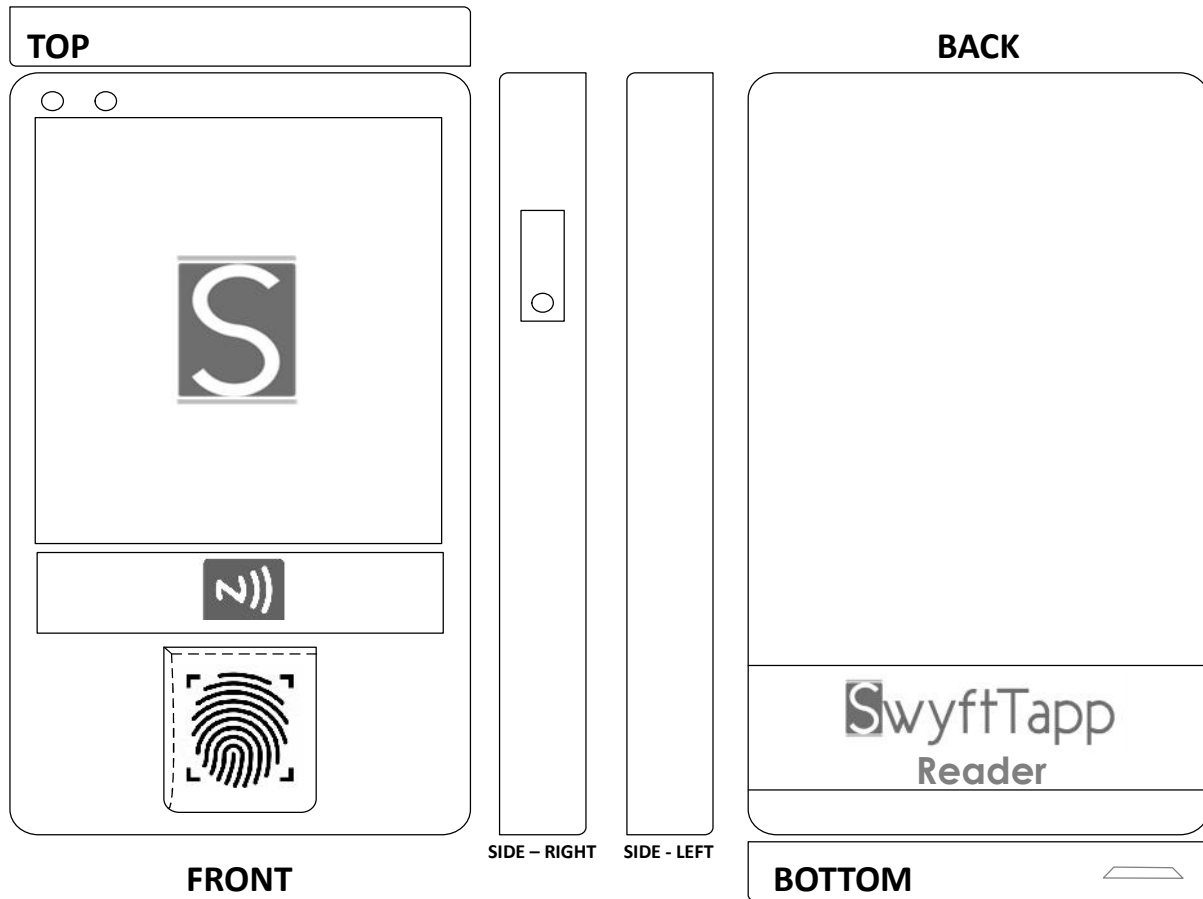 TOP
BACK
S
N
SwyftTapp
Reader
SIDE – RIGHT
SIDE - LEFT
FRONT
BOTTOM